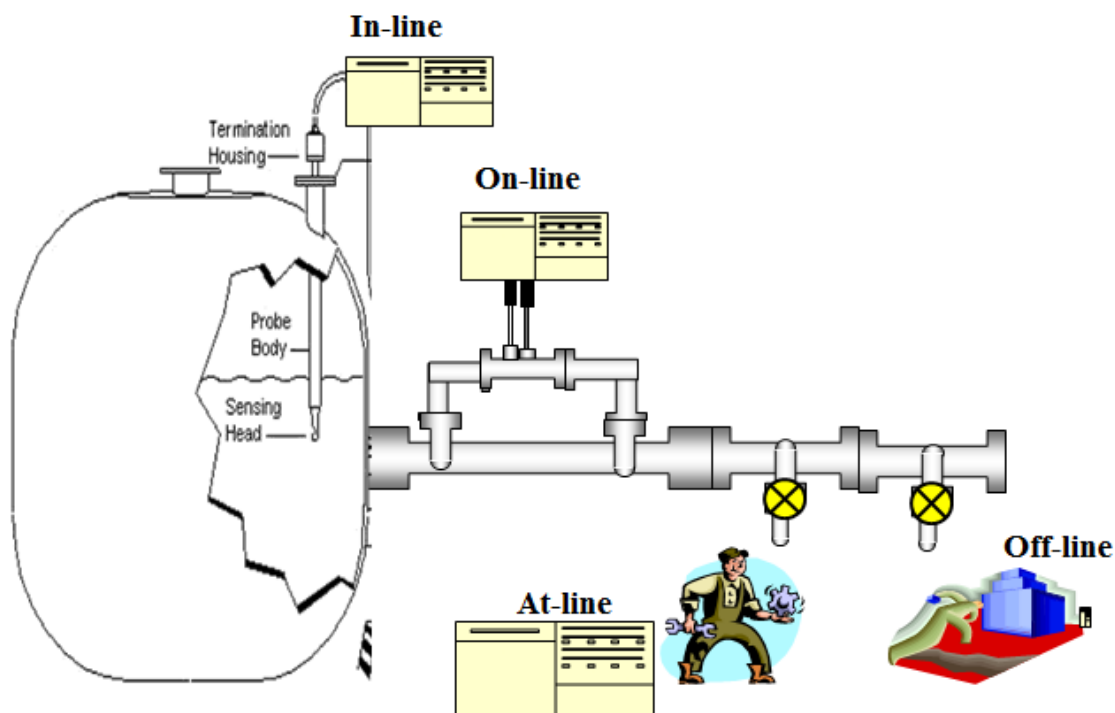 In-line
Termination
Housing
On-line
Probe
Body
Sensing
Head
Off-line
At-line